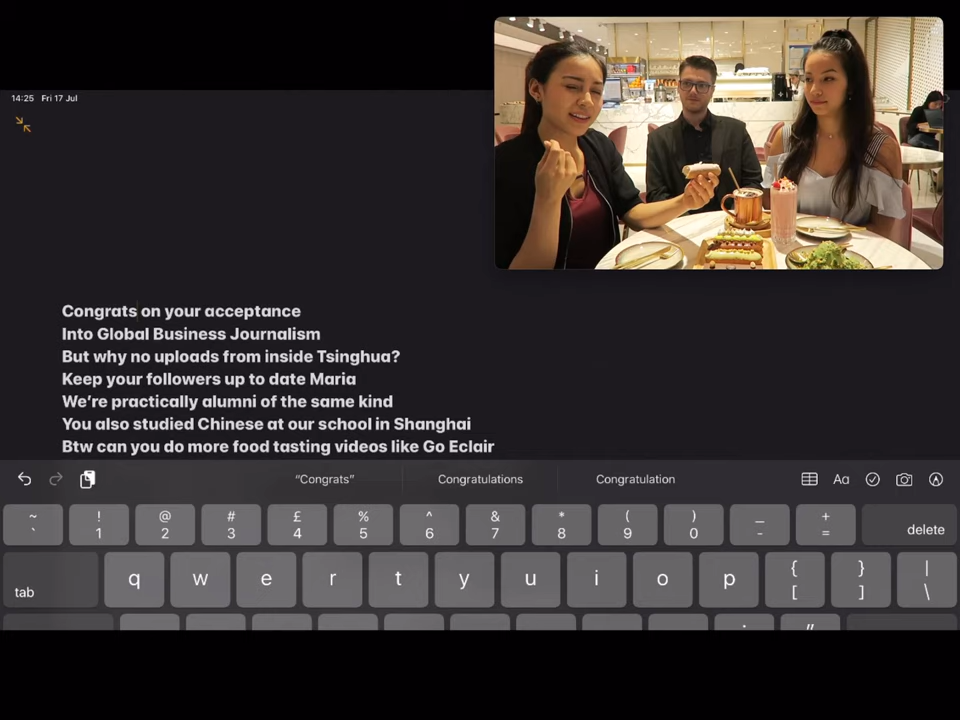 14:25 Fri 17 Jul
Congrats on your acceptance
Into Global Business Journalism
But why no uploads from inside Tsinghua?
Keep your followers up to date Maria
We're practically alumni of the same kind
You also studied Chinese at our school in Shanghai
Btw can you do more food tasting videos like Go Eclair
“Congrats” Congratulations Congratulation
Aa
~ ! @ # £ % ^ & * ( ) _ +
` 1 2 3 4 5 6 7 8 9 0 - = delete
tab q w e r t y u i o p { } |
[ ] \
: "